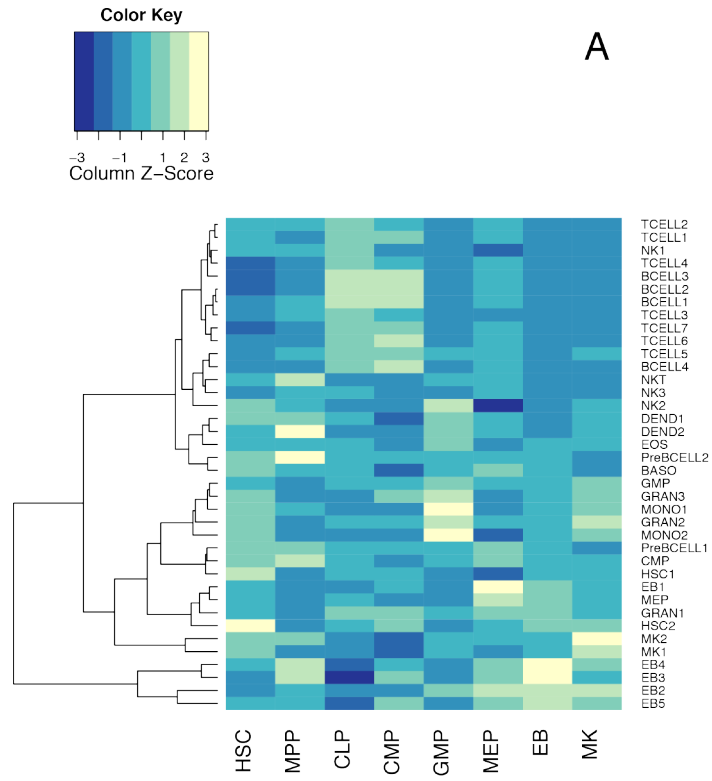 Color Key
A
−3 −1 1 2 3
Column Z−Score
TCELL2
TCELL1
NK1
TCELL4
BCELL3
BCELL2
BCELL1
TCELL3
TCELL7
TCELL6
TCELL5
BCELL4
NKT
NK3
NK2
DEND1
DEND2
EOS
PreBCELL2
BASO
GMP
GRAN3
MONO1
GRAN2
MONO2
PreBCELL1
CMP
HSC1
EB1
MEP
GRAN1
HSC2
MK2
MK1
EB4
EB3
EB2
EB5
HSC MPP CLP CMP GMP MEP EB MK